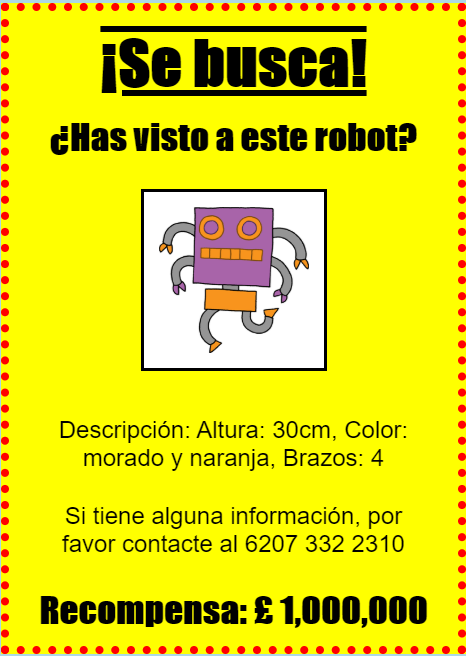 ¡Se busca!
¿Has visto a este robot?
Descripción: Altura: 30cm, Color:
morado y naranja, Brazos: 4
Si tiene alguna información, por
favor contacte al 6207 332 2310
Recompensa: £ 1,000,000